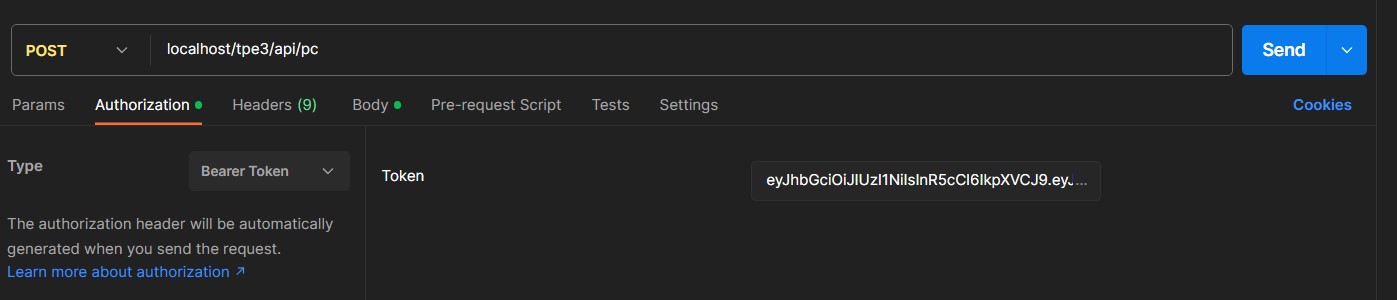 POST localhost/tpe3/api/pc Send
Params Authorization Headers (9) Body Pre-request Script Tests Settings Cookies
Type Bearer Token Token eyJhbGciOiJIUzI1NiIsInR5cCI6IkpXVCJ9.eyJ...
The authorization header will be automatically
generated when you send the request.
Learn more about authorization ↗